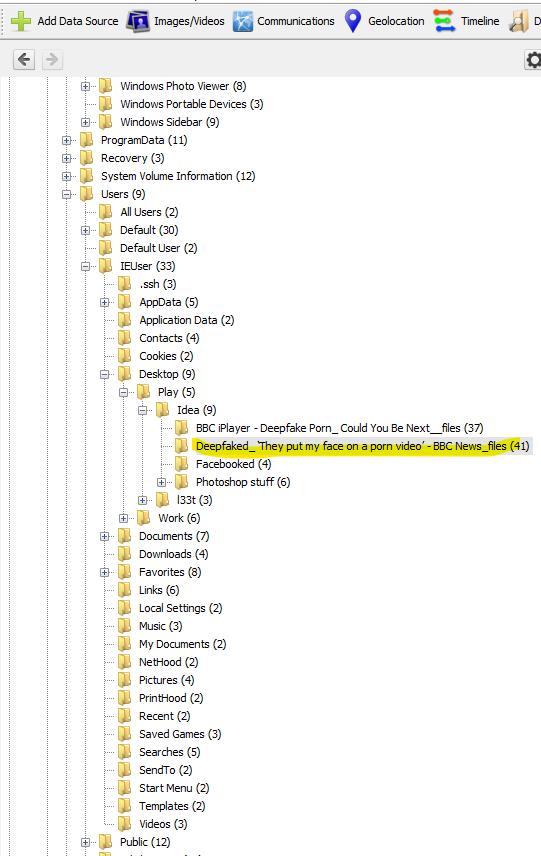 Add Data Source Images/Videos Communications Geolocation Timeline D
Windows Photo Viewer (8)
Windows Portable Devices (3)
Windows Sidebar (9)
ProgramData (11)
Recovery (3)
System Volume Information (12)
Users (9)
All Users (2)
Default (30)
Default User (2)
IEUser (33)
.ssh (3)
AppData (5)
Application Data (2)
Contacts (4)
Cookies (2)
Desktop (9)
Play (5)
Idea (9)
BBC iPlayer - Deepfake Porn_ Could You Be Next__files (37)
Deepfaked_ ‘They put my face on a porn video’ - BBC News_files (41)
Facebooked (4)
Photoshop stuff (6)
l33t (3)
Work (6)
Documents (7)
Downloads (4)
Favorites (8)
Links (6)
Local Settings (2)
Music (3)
My Documents (2)
NetHood (2)
Pictures (4)
PrintHood (2)
Recent (2)
Saved Games (3)
Searches (5)
SendTo (2)
Start Menu (2)
Templates (2)
Videos (3)
Public (12)